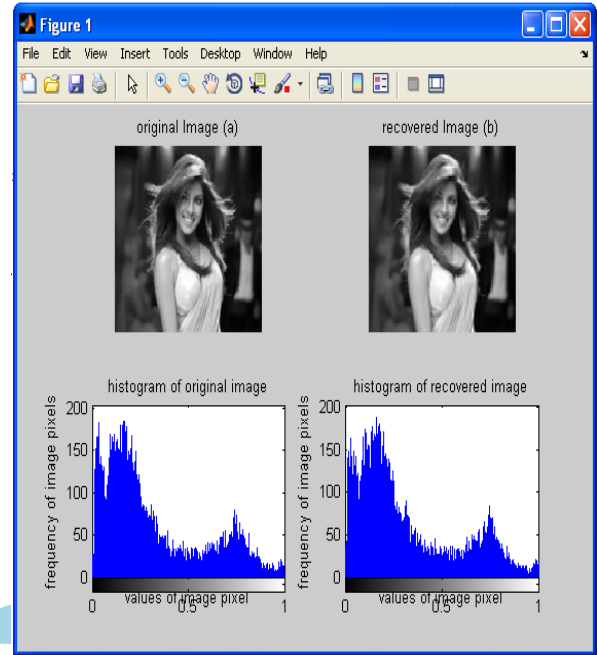 Figure 1
File Edit View Insert Tools Desktop Window Help
original Image (a)
recovered Image (b)
histogram of original image
frequency of image pixels
200
150
100
50
0
0 0.5 1
values of image pixel
histogram of recovered image
frequency of image pixels
200
150
100
50
0
0 0.5 1
values of image pixel